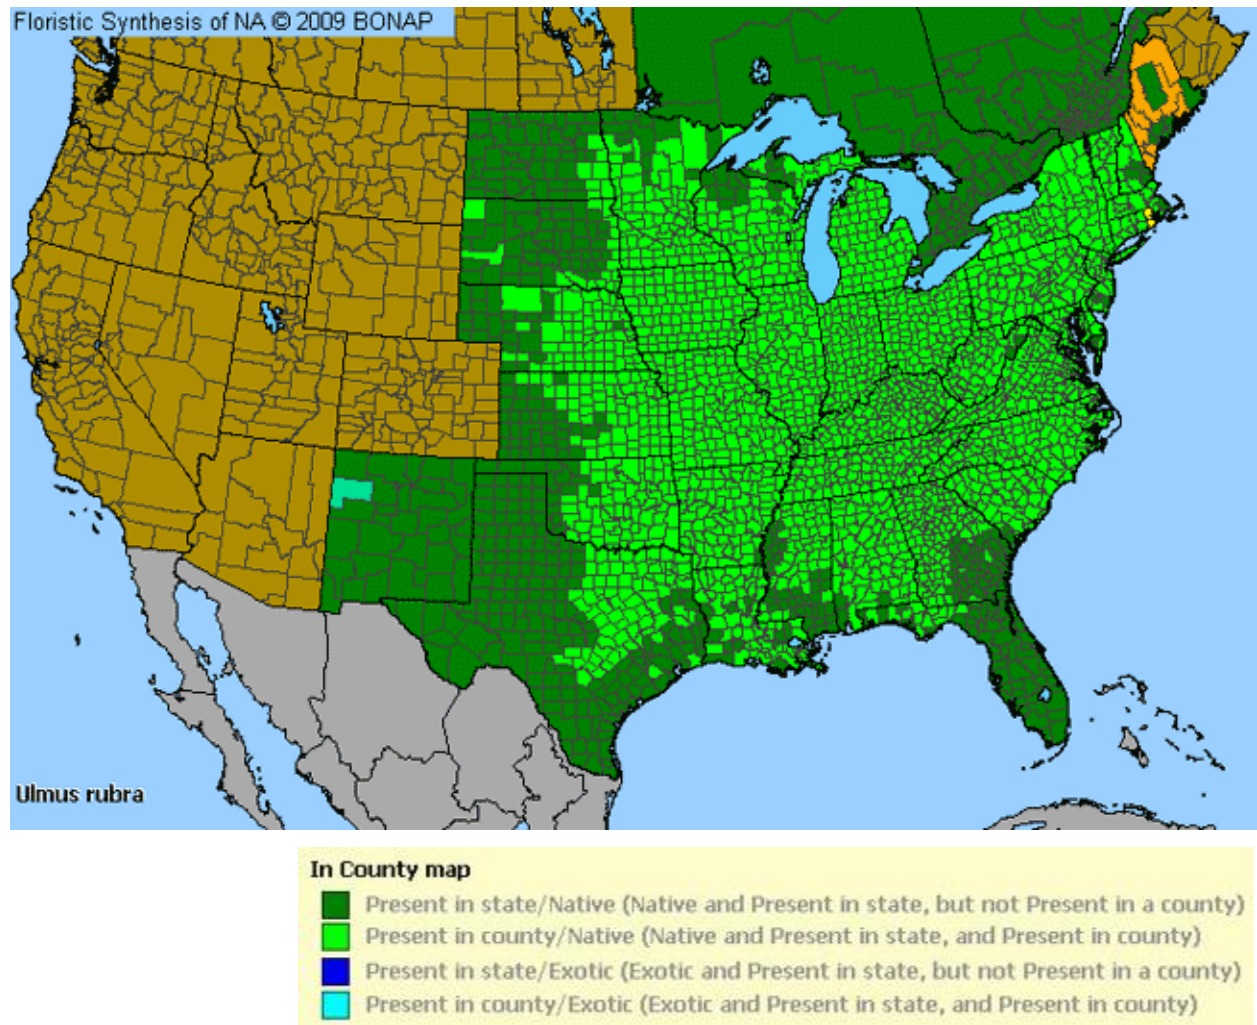 Floristic Synthesis of NA © 2009 BONAP
Ulmus rubra
In County map
Present in state/Native (Native and Present in state, but not Present in a county)
Present in county/Native (Native and Present in state, and Present in county)
Present in state/Exotic (Exotic and Present in state, but not Present in a county)
Present in county/Exotic (Exotic and Present in state, and Present in county)